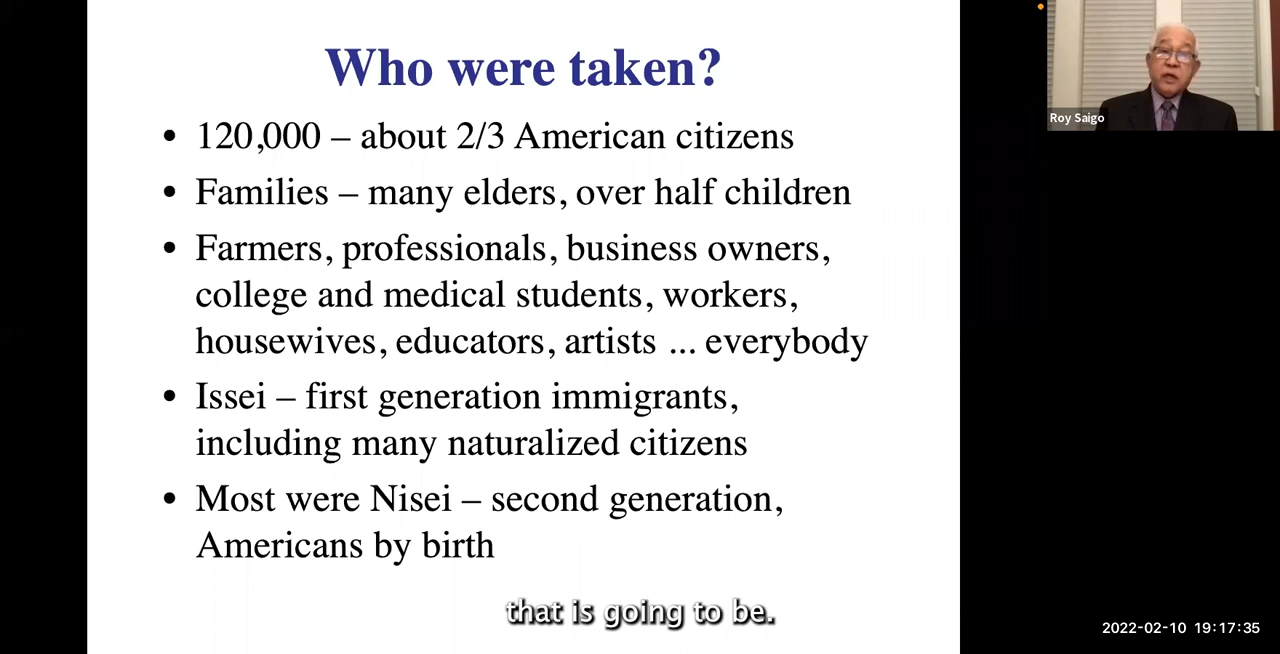 Who were taken?
• 120,000 – about 2/3 American citizens
• Families – many elders, over half children
• Farmers, professionals, business owners,
college and medical students, workers,
housewives, educators, artists ... everybody
• Issei – first generation immigrants,
including many naturalized citizens
• Most were Nisei – second generation,
Americans by birth
that is going to be.
Roy Saigo
2022-02-10 19:17:35